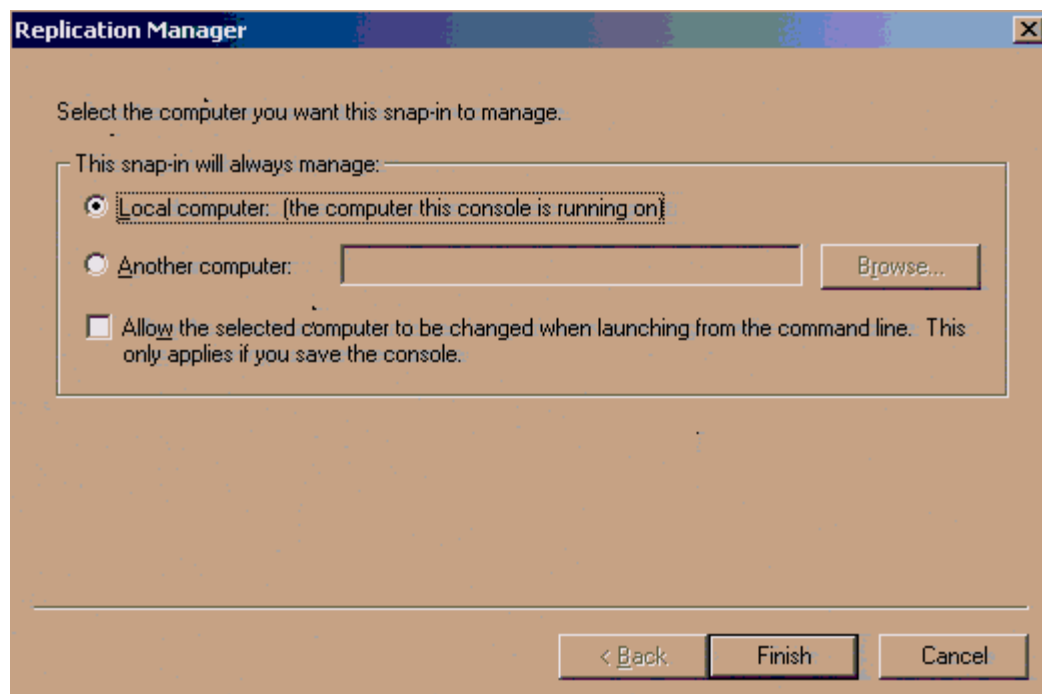 Replication Manager
Select the computer you want this snap-in to manage.
This snap-in will always manage:
Local computer: (the computer this console is running on)
Another computer:
Browse...
Allow the selected computer to be changed when launching from the command line. This
only applies if you save the console.
< Back
Finish
Cancel